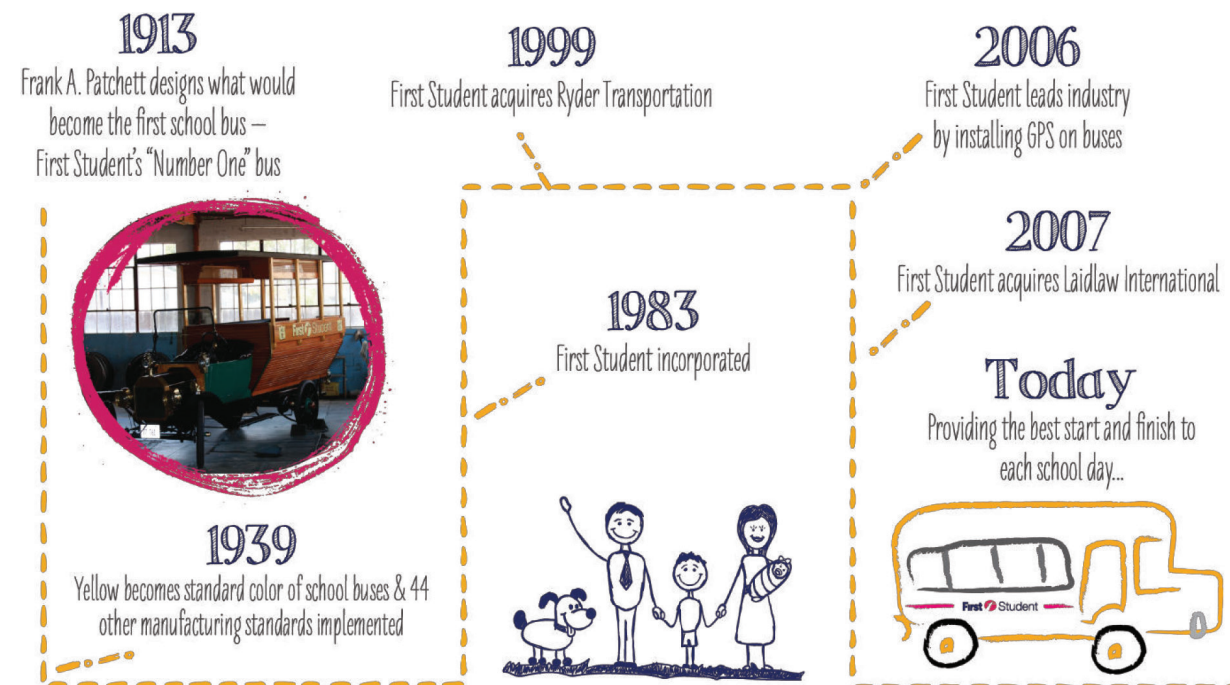 1913
Frank A. Patchett designs what would
become the first school bus –
First Student's "Number One" bus
First Student
1939
Yellow becomes standard color of school buses & 44
other manufacturing standards implemented
1983
First Student incorporated
1999
First Student acquires Ryder Transportation
2006
First Student leads industry
by installing GPS on buses
2007
First Student acquires Laidlaw International
Today
Providing the best start and finish to
each school day...
First Student